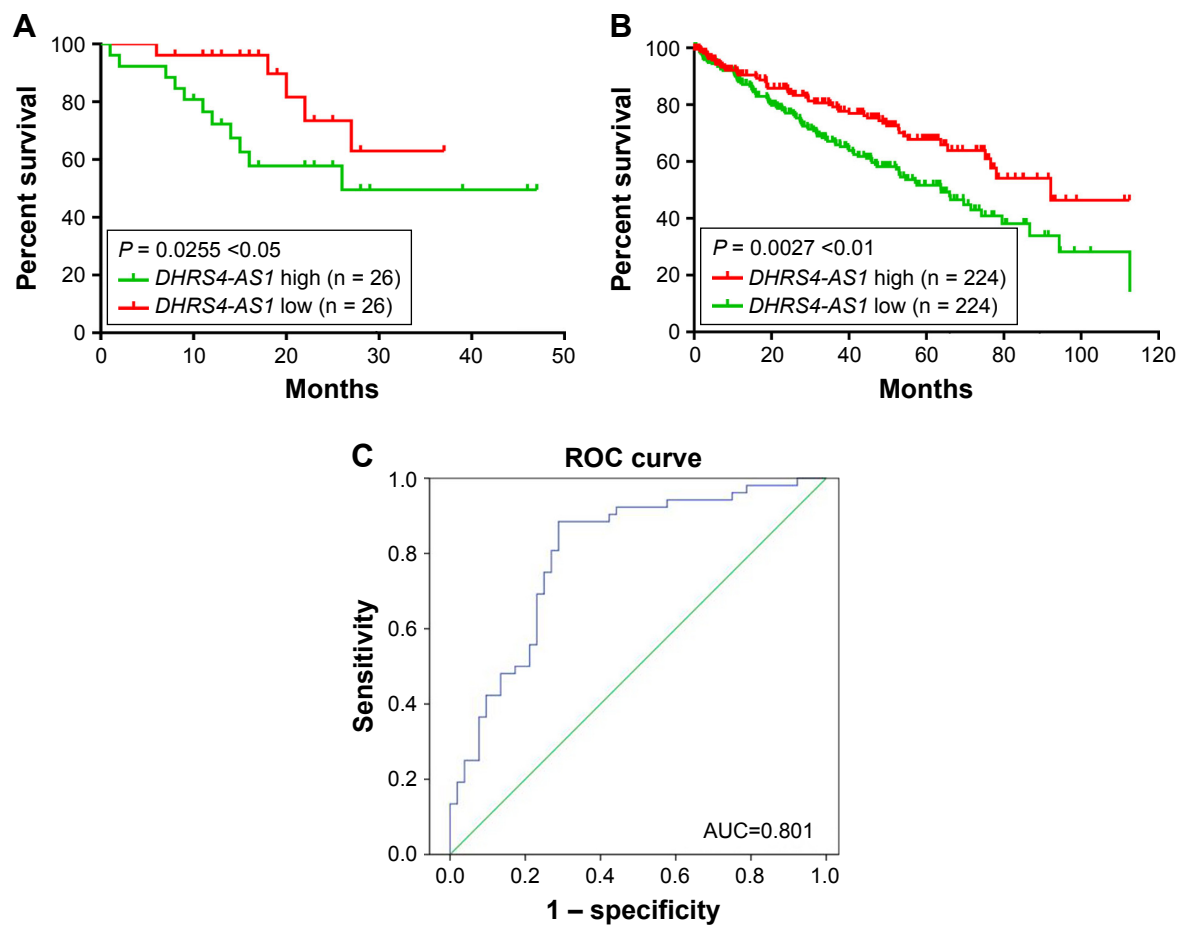 A
Percent survival
100
80
60
40
20
0
P = 0.0255 <0.05
DHRS4-AS1 high (n = 26)
DHRS4-AS1 low (n = 26)
0 10 20 30 40 50
Months
B
Percent survival
100
80
60
40
20
0
P = 0.0027 <0.01
DHRS4-AS1 high (n = 224)
DHRS4-AS1 low (n = 224)
0 20 40 60 80 100 120
Months
C
ROC curve
Sensitivity
1.0
0.8
0.6
0.4
0.2
0.0
AUC=0.801
0.0 0.2 0.4 0.6 0.8 1.0
1 – specificity